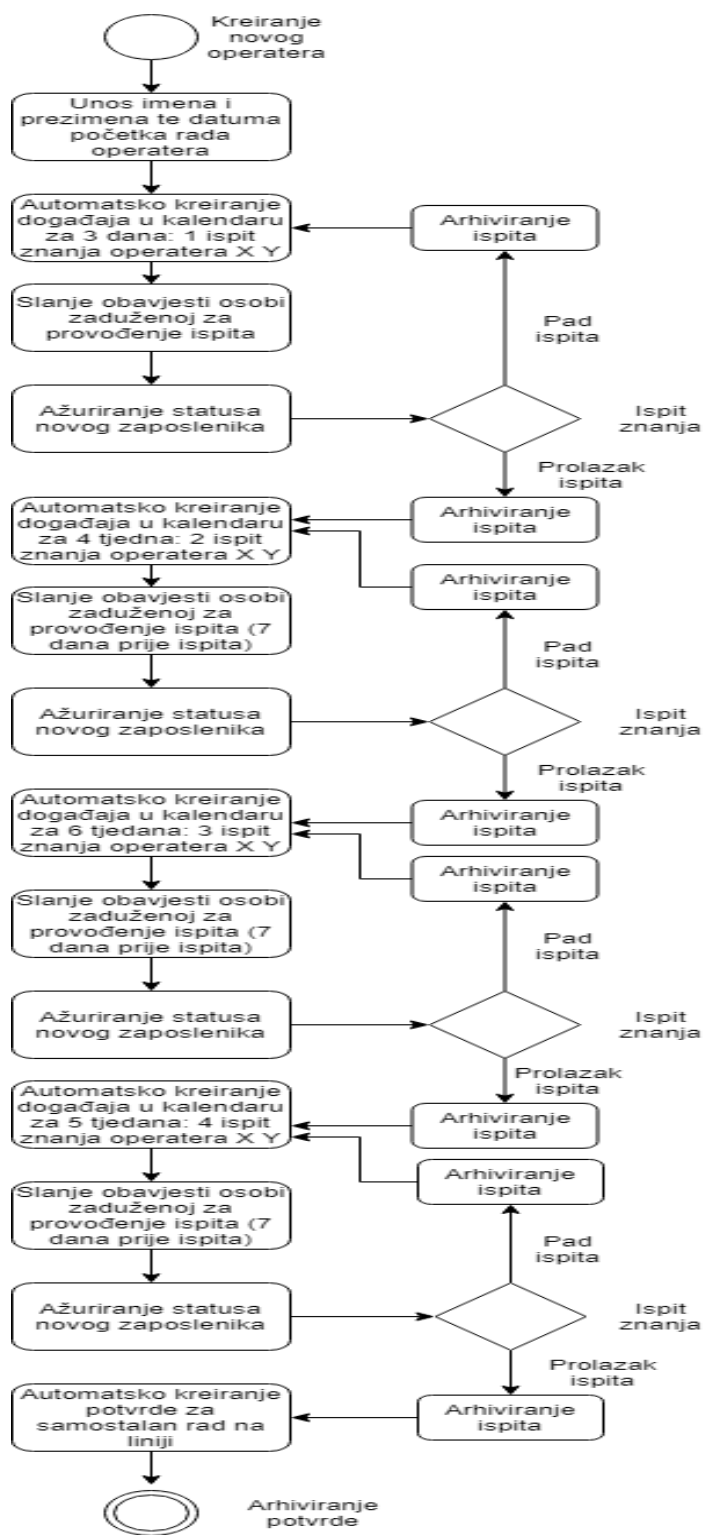 Kreiranje
novog
operatera
Unos imena i
prezimena te datuma
početka rada
operatera
Automatsko kreiranje
događaja u kalendaru
za 3 dana: 1 ispit
znanja operatera X Y
Arhiviranje
ispita
Slanje obavjesti osobi
zaduženoj za
provođenje ispita
Pad
ispita
Ažuriranje statusa
novog zaposlenika
Ispit
znanja
Prolazak
ispita
Automatsko kreiranje
događaja u kalendaru
za 4 tjedna: 2 ispit
znanja operatera X Y
Arhiviranje
ispita
Arhiviranje
ispita
Slanje obavjesti osobi
zaduženoj za
provođenje ispita (7
dana prije ispita)
Pad
ispita
Ažuriranje statusa
novog zaposlenika
Ispit
znanja
Prolazak
ispita
Automatsko kreiranje
događaja u kalendaru
za 6 tjedana: 3 ispit
znanja operatera X Y
Arhiviranje
ispita
Arhiviranje
ispita
Slanje obavjesti osobi
zaduženoj za
provođenje ispita (7
dana prije ispita)
Pad
ispita
Ažuriranje statusa
novog zaposlenika
Ispit
znanja
Prolazak
ispita
Automatsko kreiranje
događaja u kalendaru
za 5 tjedana: 4 ispit
znanja operatera X Y
Arhiviranje
ispita
Arhiviranje
ispita
Slanje obavjesti osobi
zaduženoj za
provođenje ispita (7
dana prije ispita)
Pad
ispita
Ažuriranje statusa
novog zaposlenika
Ispit
znanja
Prolazak
ispita
Automatsko kreiranje
potvrde za
samostalan rad na
liniji
Arhiviranje
ispita
Arhiviranje
potvrde